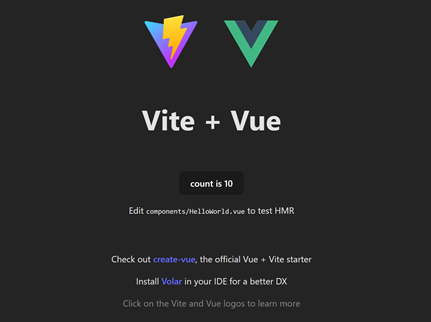 Vite + Vue
count is 10
Edit components/HelloWorld.vue to test HMR
Check out create-vue, the official Vue + Vite starter
Install Volar in your IDE for a better DX
Click on the Vite and Vue logos to learn more